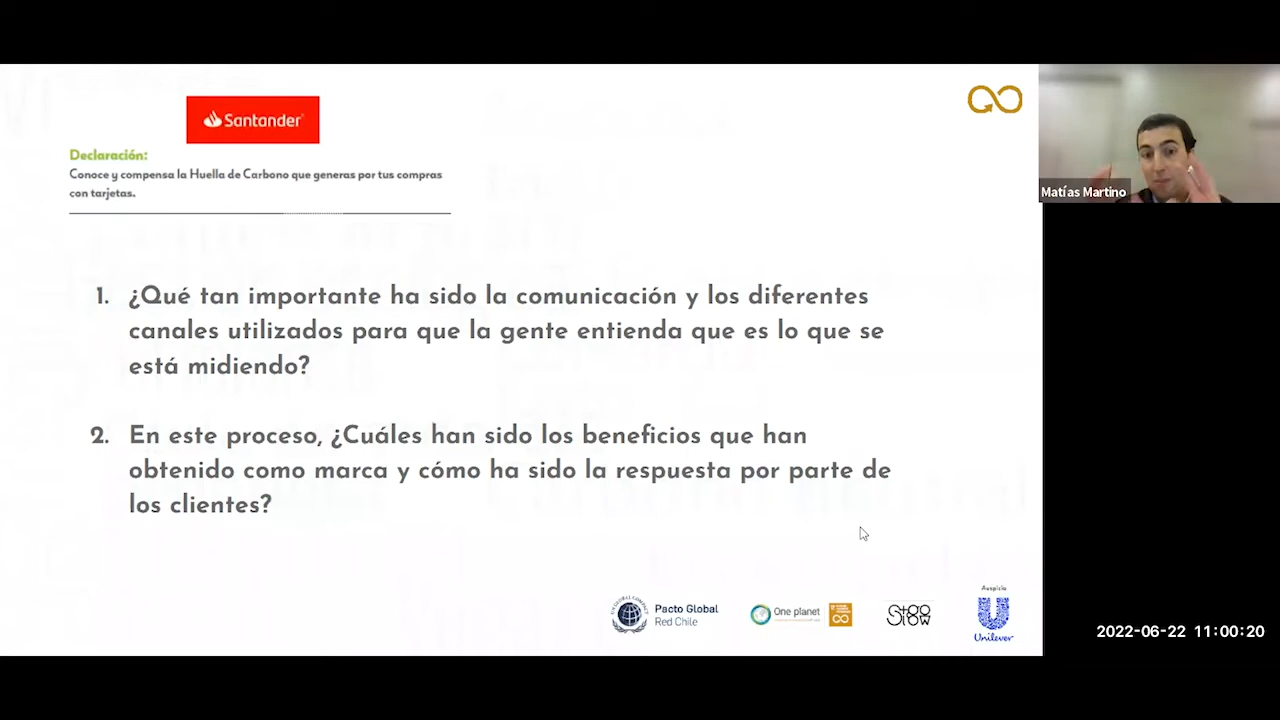 Santander
Declaración:
Conoce y compensa la Huella de Carbono que generas por tus compras
con tarjetas.
Matías Martino
1. ¿Qué tan importante ha sido la comunicación y los diferentes
canales utilizados para que la gente entienda que es lo que se
está midiendo?
2. En este proceso, ¿Cuáles han sido los beneficios que han
obtenido como marca y cómo ha sido la respuesta por parte de
los clientes?
Pacto Global
Red Chile
One planet
Auspicia
Unilever
2022-06-22 11:00:20